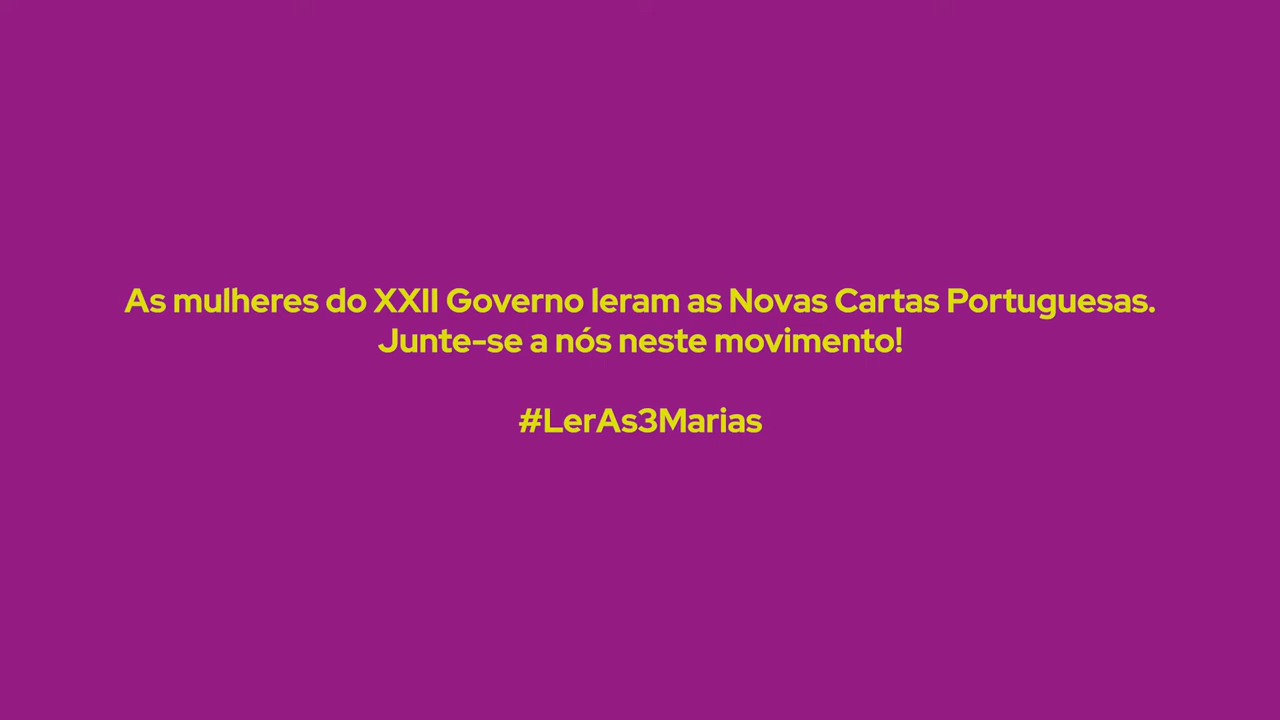 As mulheres do XXII Governo leram as Novas Cartas Portuguesas.
Junte-se a nós neste movimento!
#LerAs3Marias